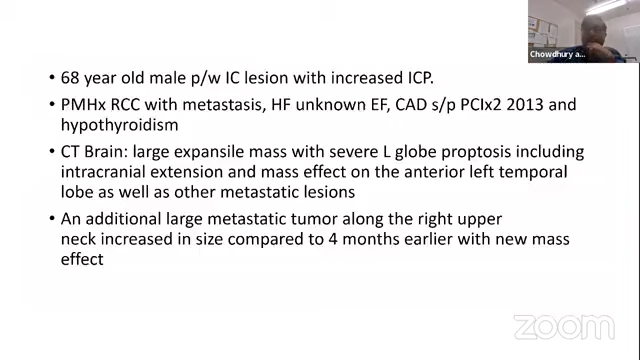 Chowdhury a...
• 68 year old male p/w IC lesion with increased ICP.
• PMHx RCC with metastasis, HF unknown EF, CAD s/p PCIx2 2013 and
hypothyroidism
• CT Brain: large expansile mass with severe L globe proptosis including
intracranial extension and mass effect on the anterior left temporal
lobe as well as other metastatic lesions
• An additional large metastatic tumor along the right upper
neck increased in size compared to 4 months earlier with new mass
effect
zoom